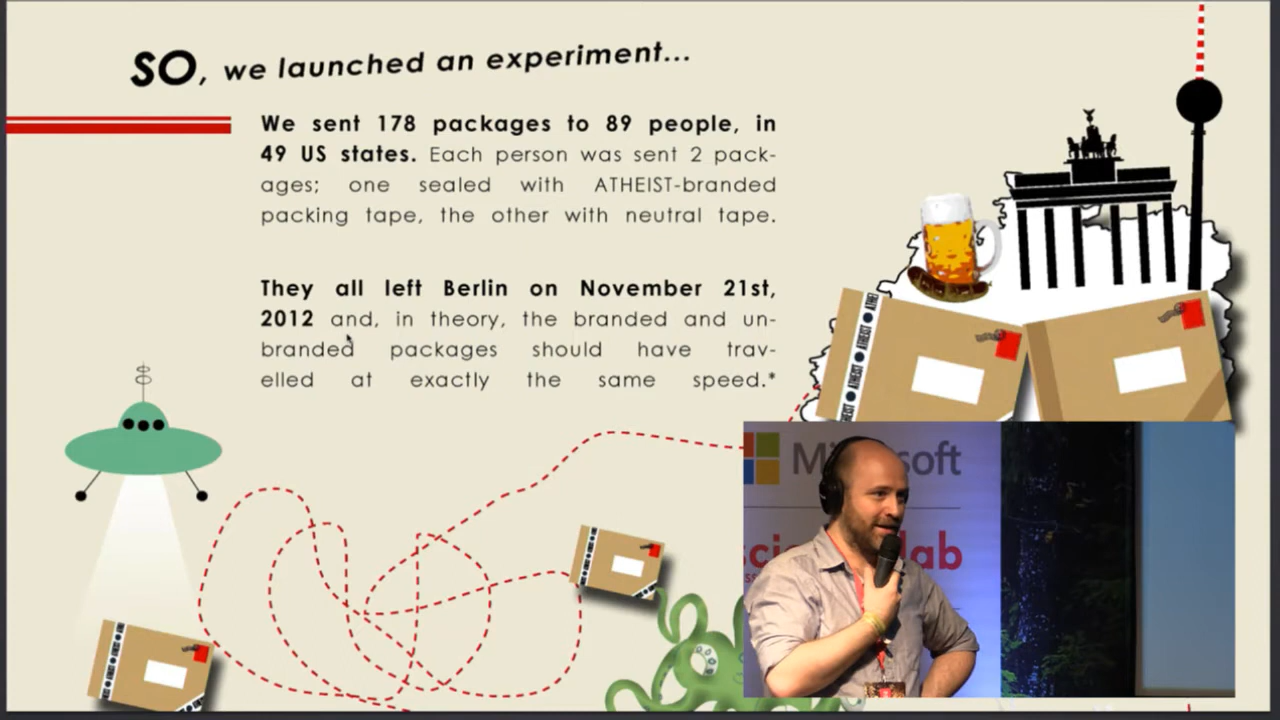 SO, we launched an experiment...
We sent 178 packages to 89 people, in
49 US states. Each person was sent 2 pack-
ages; one sealed with ATHEIST-branded
packing tape, the other with neutral tape.
They all left Berlin on November 21st,
2012 and, in theory, the branded and un-
branded packages should have trav-
elled at exactly the same speed.*
ATHEIST
ATHEIST
M soft
lab